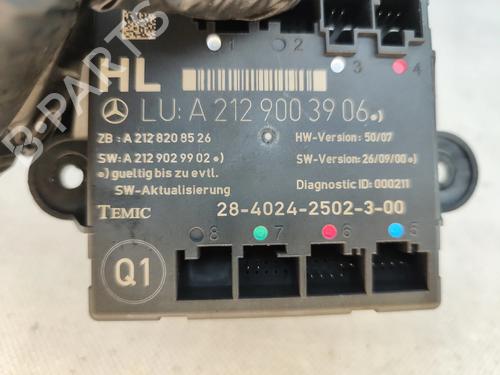 1 2 3 4
HL
LU: A 212 900 39 06 •)
ZB : A 212 820 85 26
HW-Version: 50/07
SW: A 212 902 99 02 •)
SW-Version: 26/09/00 •)
•) gueltig bis zu evtl.
SW-Aktualisierung
Diagnostic ID: 000211
TEMIC
28-4024-2502-3-00
8 7 6 5
Q1
B-PARTS